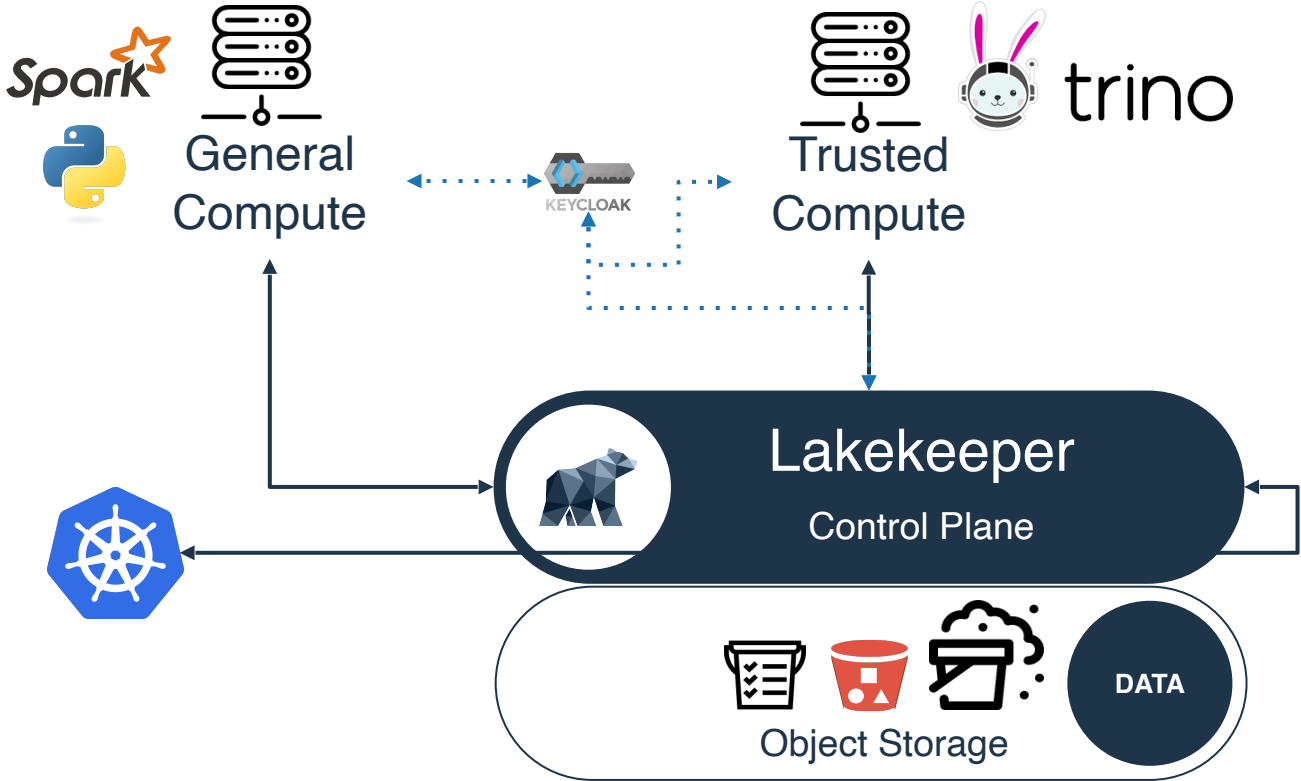 Spark
General
Compute
KEYCLOAK
Trusted
Compute
trino
Lakekeeper
Control Plane
DATA
Object Storage